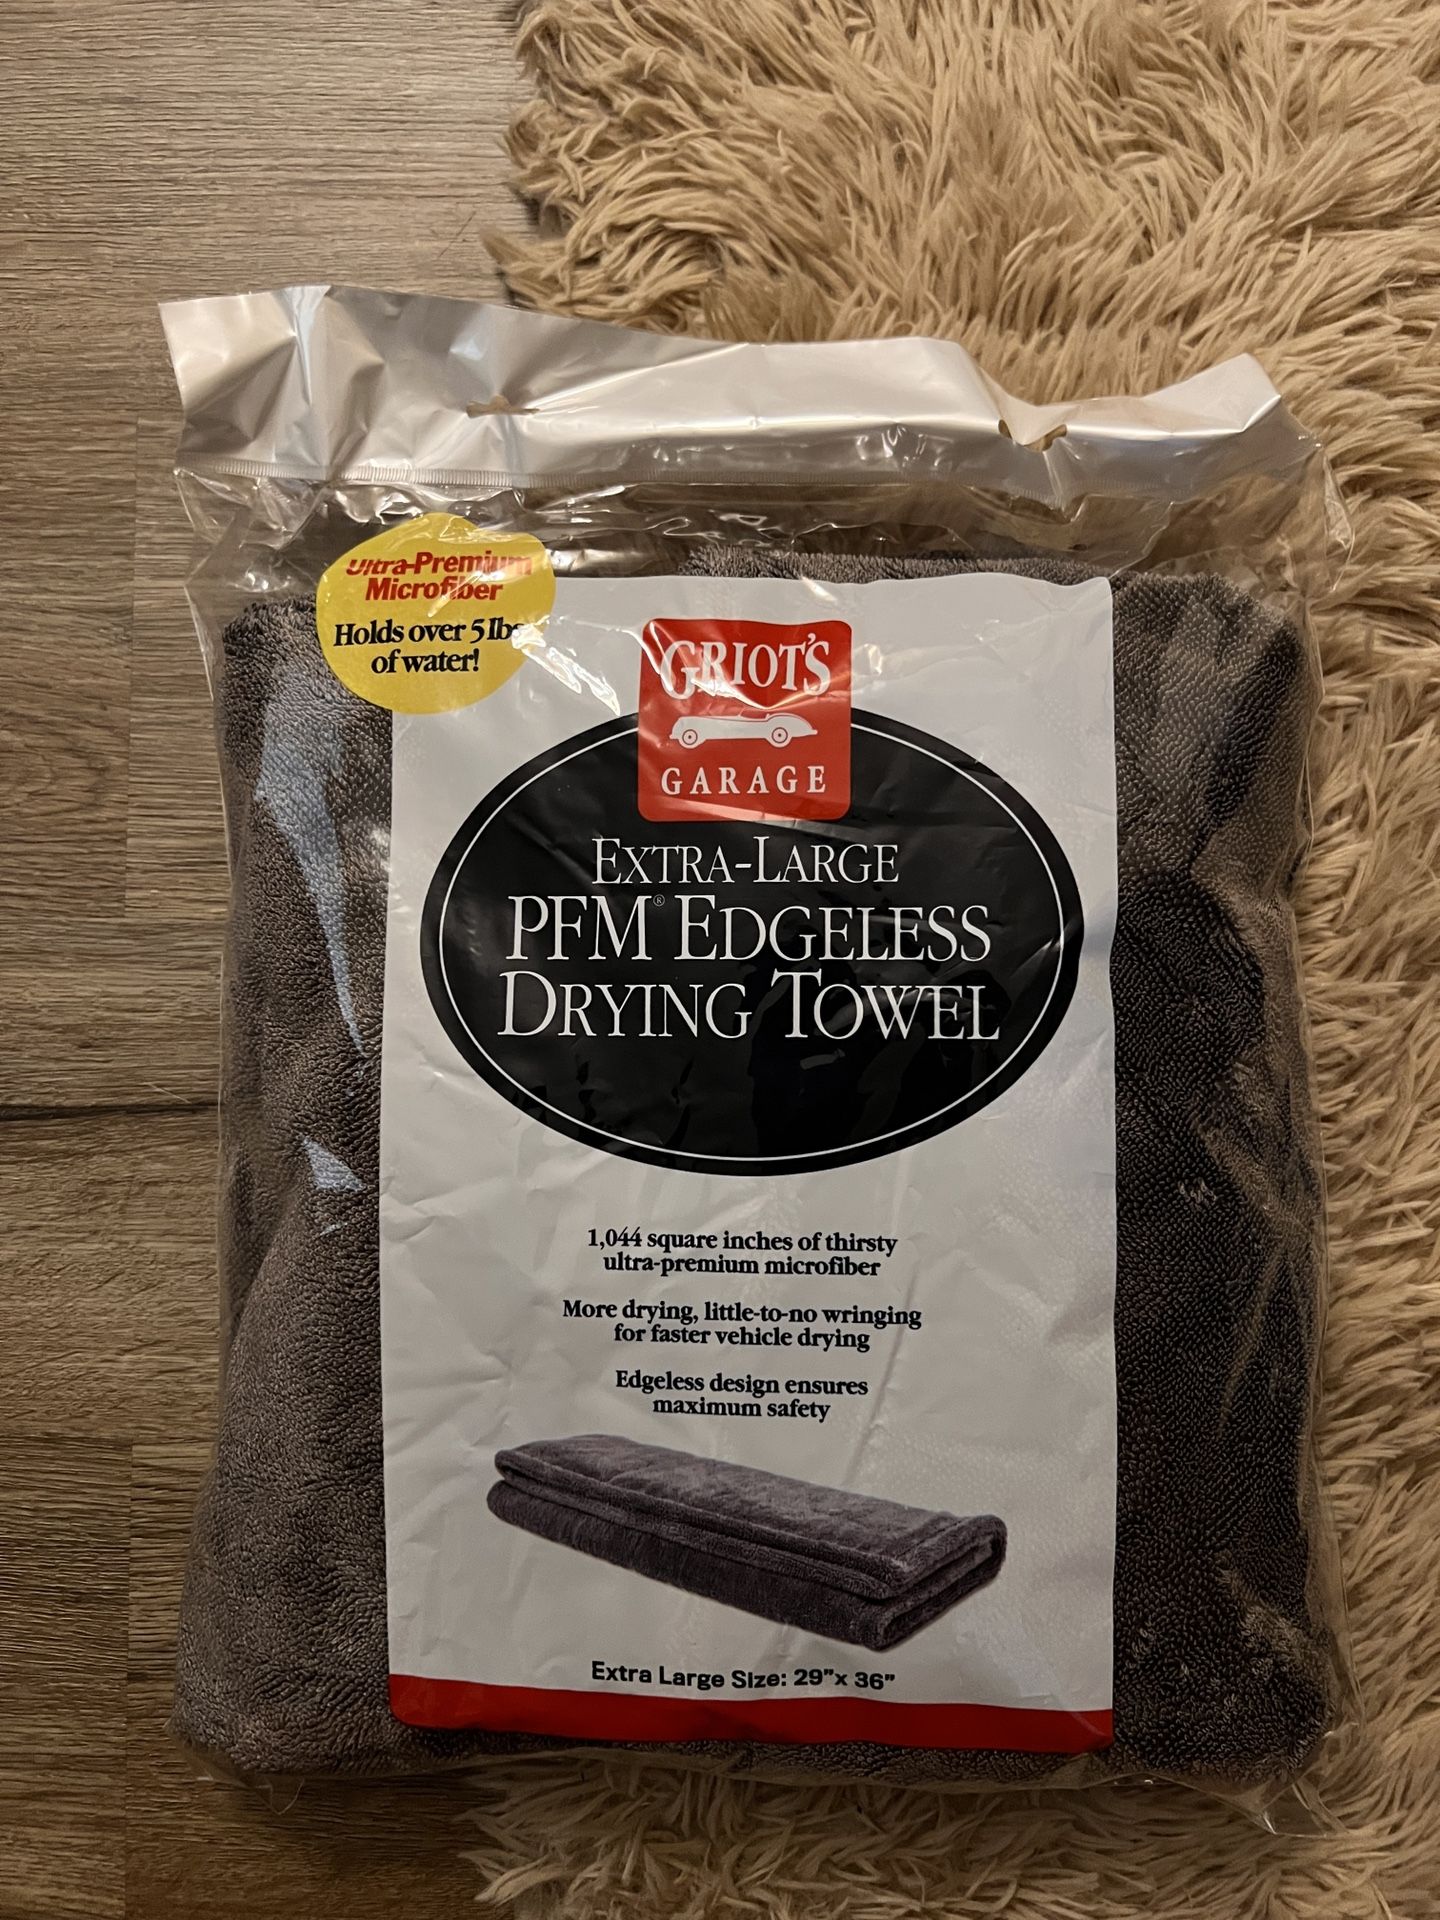 Ultra-Premium
Microfiber
Holds over 5 lbs
of water!
GRIOT'S
GARAGE
EXTRA-LARGE
PFM® EDGELESS
DRYING TOWEL
1,044 square inches of thirsty
ultra-premium microfiber
More drying, little-to-no wringing
for faster vehicle drying
Edgeless design ensures
maximum safety
Extra Large Size: 29" x 36"